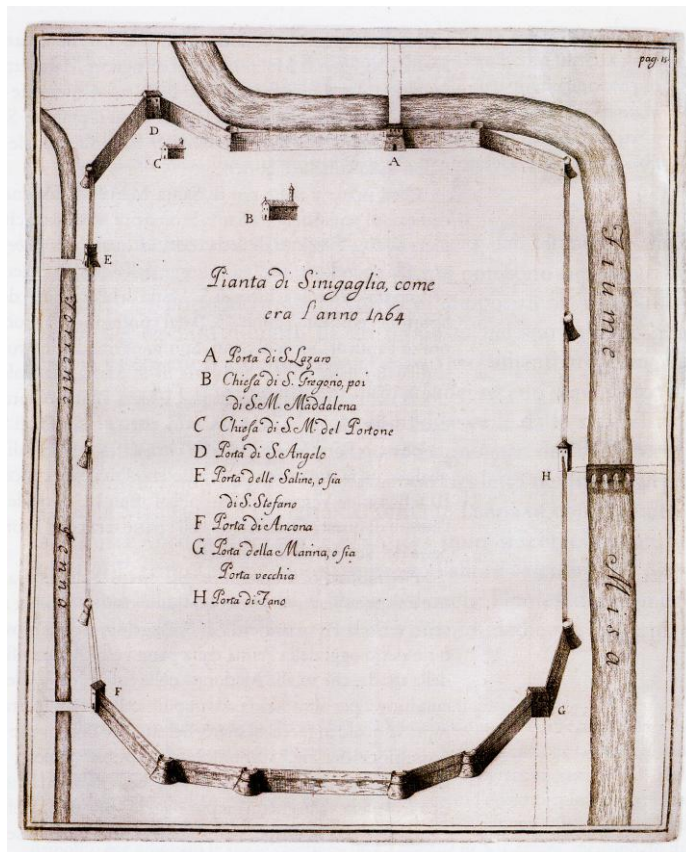 pag
D
C
A
B
E
Pianta di Sinigaglia, come
era l'anno 1264
A Porta di S. Lazaro
B Chieſa di S. Gregorio, poi
di S. M. Maddalena
C Chieſa di S. M. del Portone
D Porta di S. Angelo
E Porta delle Saline, o ſia
di S. Stefano
F Porta di Ancona
G Porta della Marina, o ſia
Porta vecchia
H Porta di Fano
Torrente Penna
Fiume Misa
H
F
G